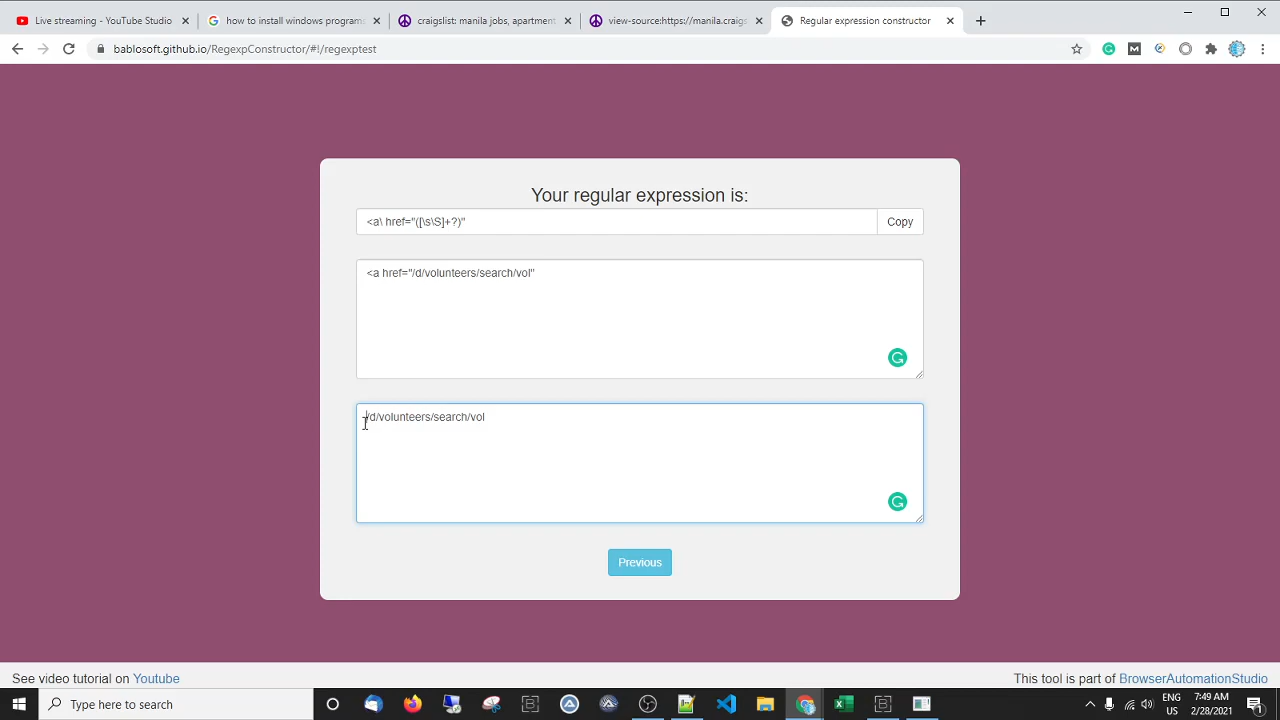 Live streaming - YouTube Studio
how to install windows programs
craigslist: manila jobs, apartment
view-source:https://manila.craigs
Regular expression constructor
bablosoft.github.io/RegexpConstructor/#!/regexptest
Your regular expression is:
<a\ href="([\s\S]+?)"
Copy
<a href="/d/volunteers/search/vol"
/d/volunteers/search/vol
Previous
See video tutorial on Youtube
This tool is part of BrowserAutomationStudio
Type here to search
ENG
US
7:49 AM
2/28/2021